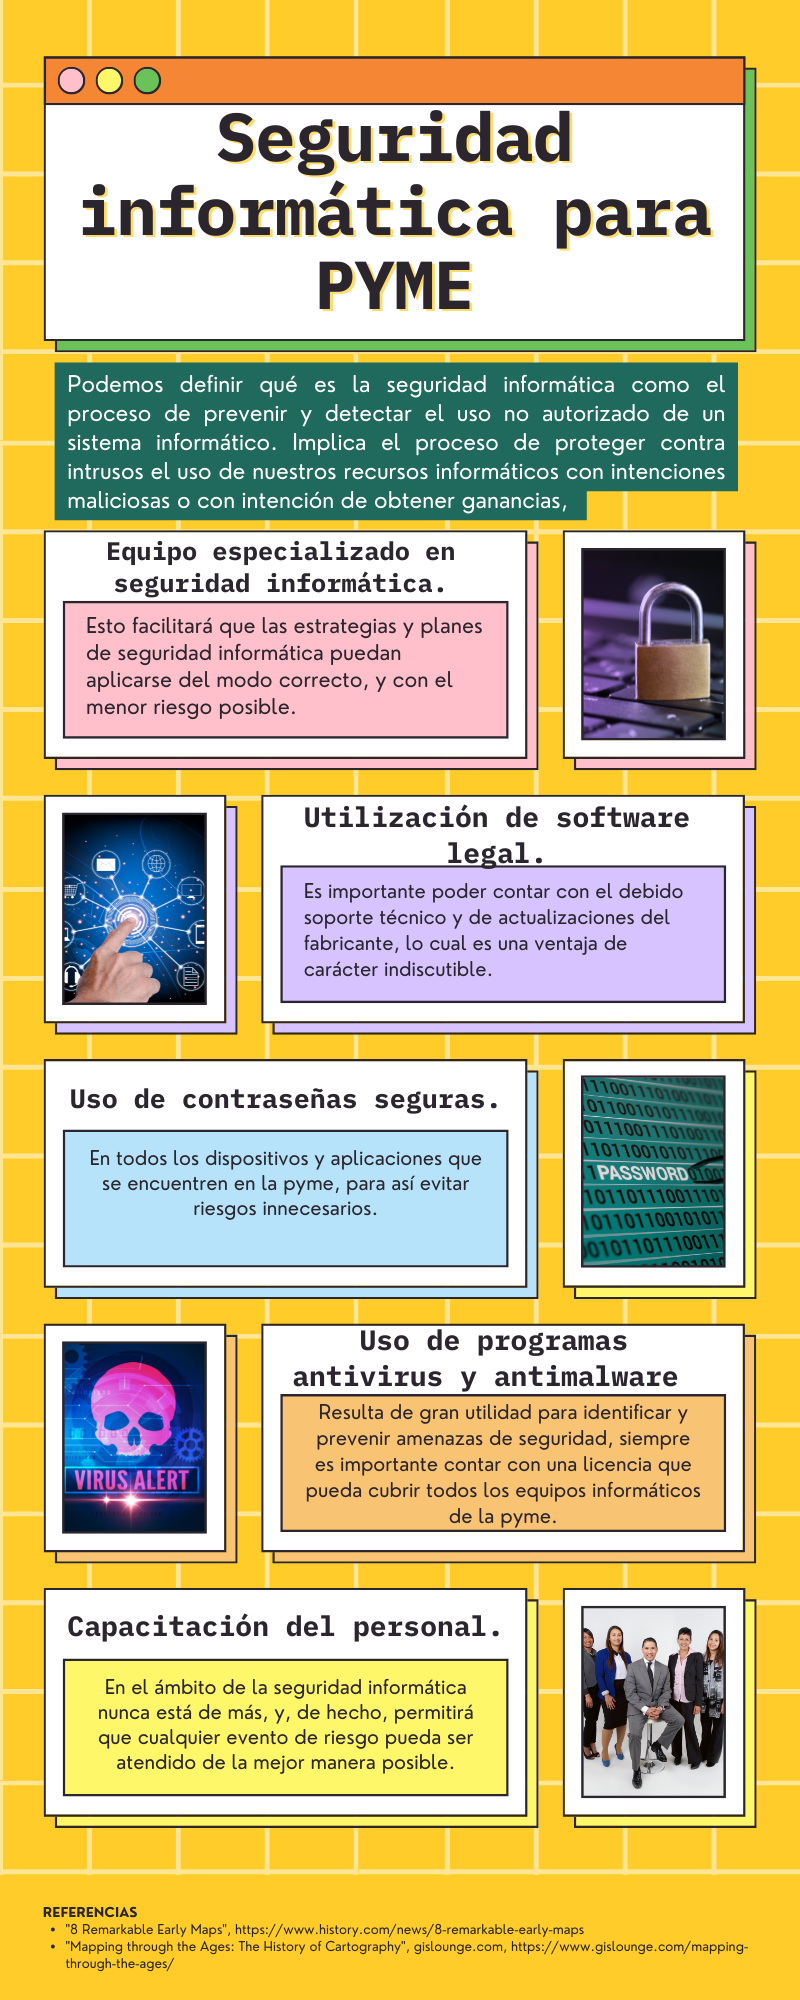 Seguridad
informática para
PYME
Podemos definir qué es la seguridad informática como el
proceso de prevenir y detectar el uso no autorizado de un
sistema informático. Implica el proceso de proteger contra
intrusos el uso de nuestros recursos informáticos con intenciones
maliciosas o con intención de obtener ganancias,
Equipo especializado en
seguridad informática.
Esto facilitará que las estrategias y planes
de seguridad informática puedan
aplicarse del modo correcto, y con el
menor riesgo posible.
Utilización de software
legal.
Es importante poder contar con el debido
soporte técnico y de actualizaciones del
fabricante, lo cual es una ventaja de
carácter indiscutible.
Uso de contraseñas seguras.
En todos los dispositivos y aplicaciones que
se encuentren en la pyme, para así evitar
riesgos innecesarios.
PASSWORD
Uso de programas
antivirus y antimalware
VIRUS ALERT
Resulta de gran utilidad para identificar y
prevenir amenazas de seguridad, siempre
es importante contar con una licencia que
pueda cubrir todos los equipos informáticos
de la pyme.
Capacitación del personal.
En el ámbito de la seguridad informática
nunca está de más, y, de hecho, permitirá
que cualquier evento de riesgo pueda ser
atendido de la mejor manera posible.
REFERENCIAS
• "8 Remarkable Early Maps", https://www.history.com/news/8-remarkable-early-maps
• "Mapping through the Ages: The History of Cartography", gislounge.com, https://www.gislounge.com/mapping-
through-the-ages/